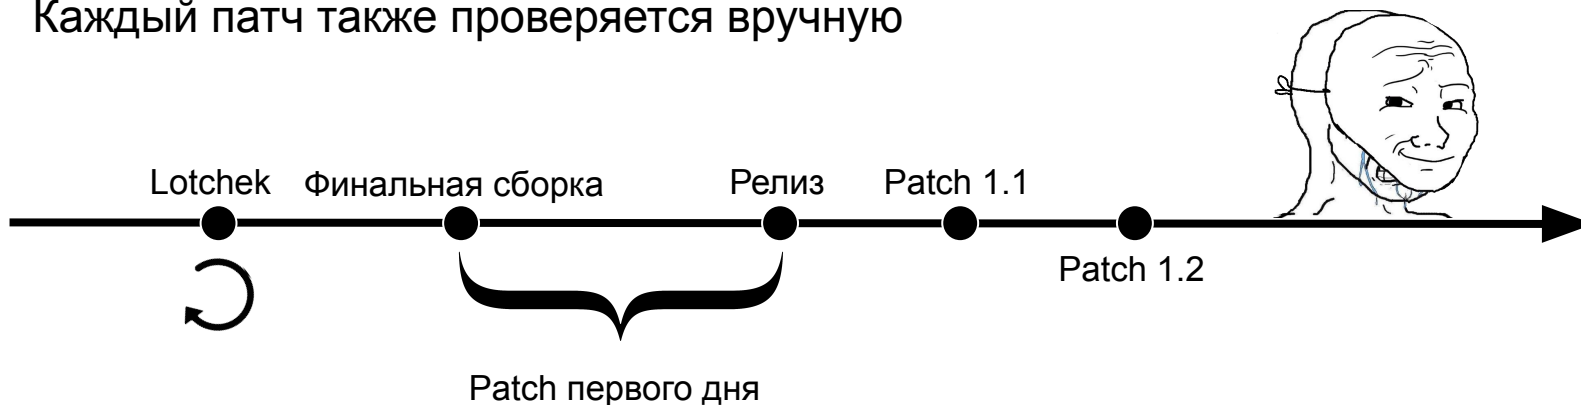 Каждый патч также проверяется вручную
Lotchek
Финальная сборка
Релиз
Patch 1.1
Patch 1.2
Patch первого дня